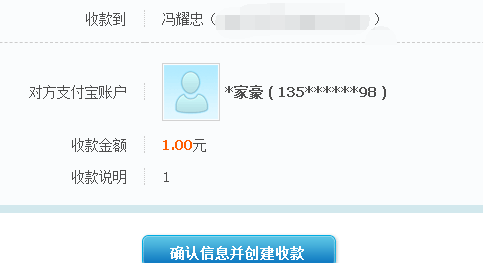 收款到 冯耀忠（ ）
对方支付宝账户 *家豪（135******98）
收款金额 1.00元
收款说明 1
确认信息并创建收款